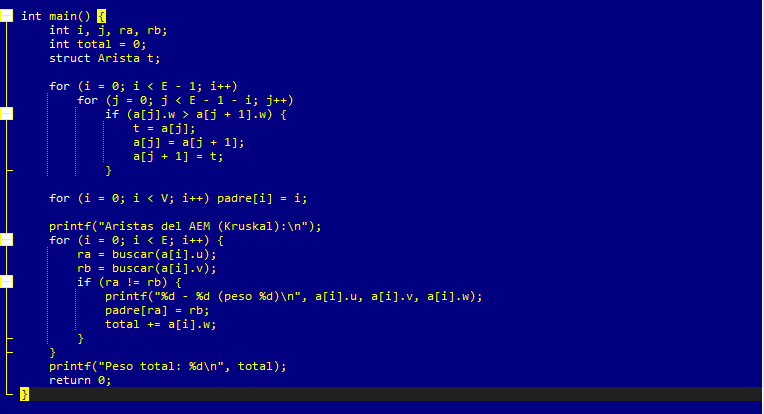 int main() {
    int i, j, ra, rb;
    int total = 0;
    struct Arista t;

    for (i = 0; i < E - 1; i++)
        for (j = 0; j < E - 1 - i; j++)
            if (a[j].w > a[j + 1].w) {
                t = a[j];
                a[j] = a[j + 1];
                a[j + 1] = t;
            }

    for (i = 0; i < V; i++) padre[i] = i;

    printf("Aristas del AEM (Kruskal):\n");
    for (i = 0; i < E; i++) {
        ra = buscar(a[i].u);
        rb = buscar(a[i].v);
        if (ra != rb) {
            printf("%d - %d (peso %d)\n", a[i].u, a[i].v, a[i].w);
            padre[ra] = rb;
            total += a[i].w;
        }
    }
    printf("Peso total: %d\n", total);
    return 0;
}